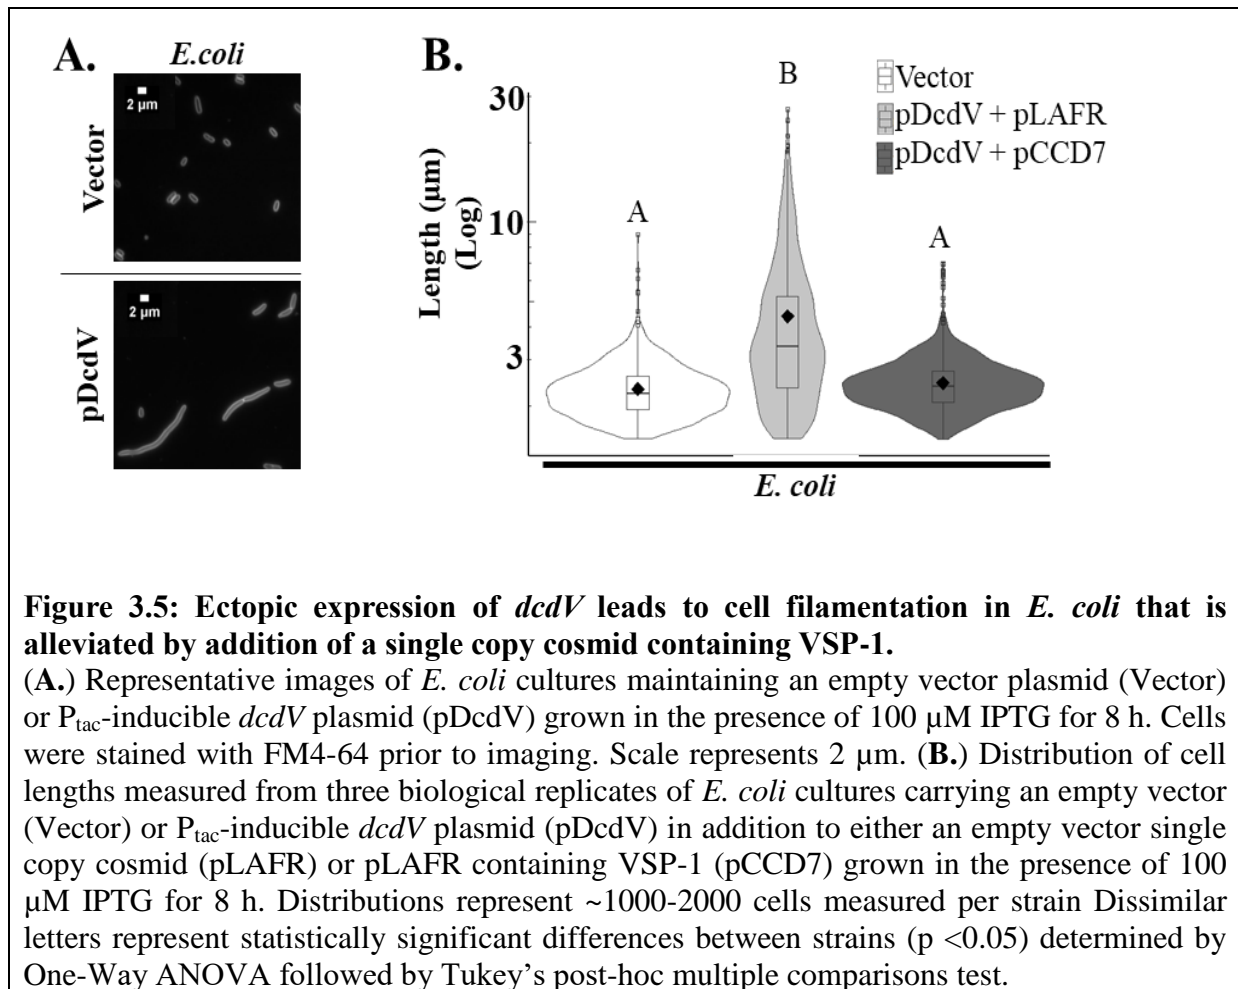 A.
E.coli
Vector
2 µm
pDcdV
2 µm
B.
Length (µm)
(Log)
30
10
3
A
B
A
Vector
pDcdV + pLAFR
pDcdV + pCCD7
E. coli
Figure 3.5: Ectopic expression of dcdV leads to cell filamentation in E. coli that is
alleviated by addition of a single copy cosmid containing VSP-1.
(A.) Representative images of E. coli cultures maintaining an empty vector plasmid (Vector)
or Ptac-inducible dcdV plasmid (pDcdV) grown in the presence of 100 µM IPTG for 8 h. Cells
were stained with FM4-64 prior to imaging. Scale represents 2 µm. (B.) Distribution of cell
lengths measured from three biological replicates of E. coli cultures carrying an empty vector
(Vector) or Ptac-inducible dcdV plasmid (pDcdV) in addition to either an empty vector single
copy cosmid (pLAFR) or pLAFR containing VSP-1 (pCCD7) grown in the presence of 100
µM IPTG for 8 h. Distributions represent ~1000-2000 cells measured per strain Dissimilar
letters represent statistically significant differences between strains (p <0.05) determined by
One-Way ANOVA followed by Tukey's post-hoc multiple comparisons test.